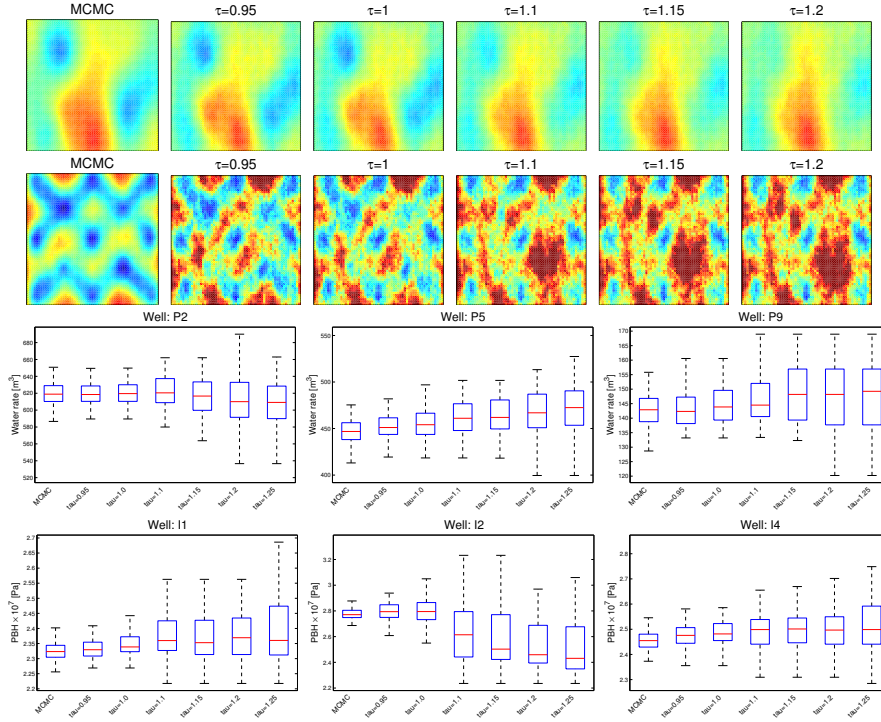 MCMC τ=0.95 τ=1 τ=1.1 τ=1.15 τ=1.2
MCMC τ=0.95 τ=1 τ=1.1 τ=1.15 τ=1.2
Well: P2
Water rate [m³]
680
660
640
620
600
580
560
540
520
MCMC tau=0.95 tau=1.0 tau=1.1 tau=1.15 tau=1.2 tau=1.25
Well: P5
Water rate [m³]
550
500
450
400
MCMC tau=0.95 tau=1.0 tau=1.1 tau=1.15 tau=1.2 tau=1.25
Well: P9
Water rate [m³]
170
165
160
155
150
145
140
135
130
125
120
MCMC tau=0.95 tau=1.0 tau=1.1 tau=1.15 tau=1.2 tau=1.25
Well: I1
PBH × 10⁷ [Pa]
2.7
2.65
2.6
2.55
2.5
2.45
2.4
2.35
2.3
2.25
2.2
MCMC tau=0.95 tau=1.0 tau=1.1 tau=1.15 tau=1.2 tau=1.25
Well: I2
PBH × 10⁷ [Pa]
3.2
3
2.8
2.6
2.4
2.2
MCMC tau=0.95 tau=1.0 tau=1.1 tau=1.15 tau=1.2 tau=1.25
Well: I4
PBH × 10⁷ [Pa]
2.8
2.7
2.6
2.5
2.4
2.3
MCMC tau=0.95 tau=1.0 tau=1.1 tau=1.15 tau=1.2 tau=1.25